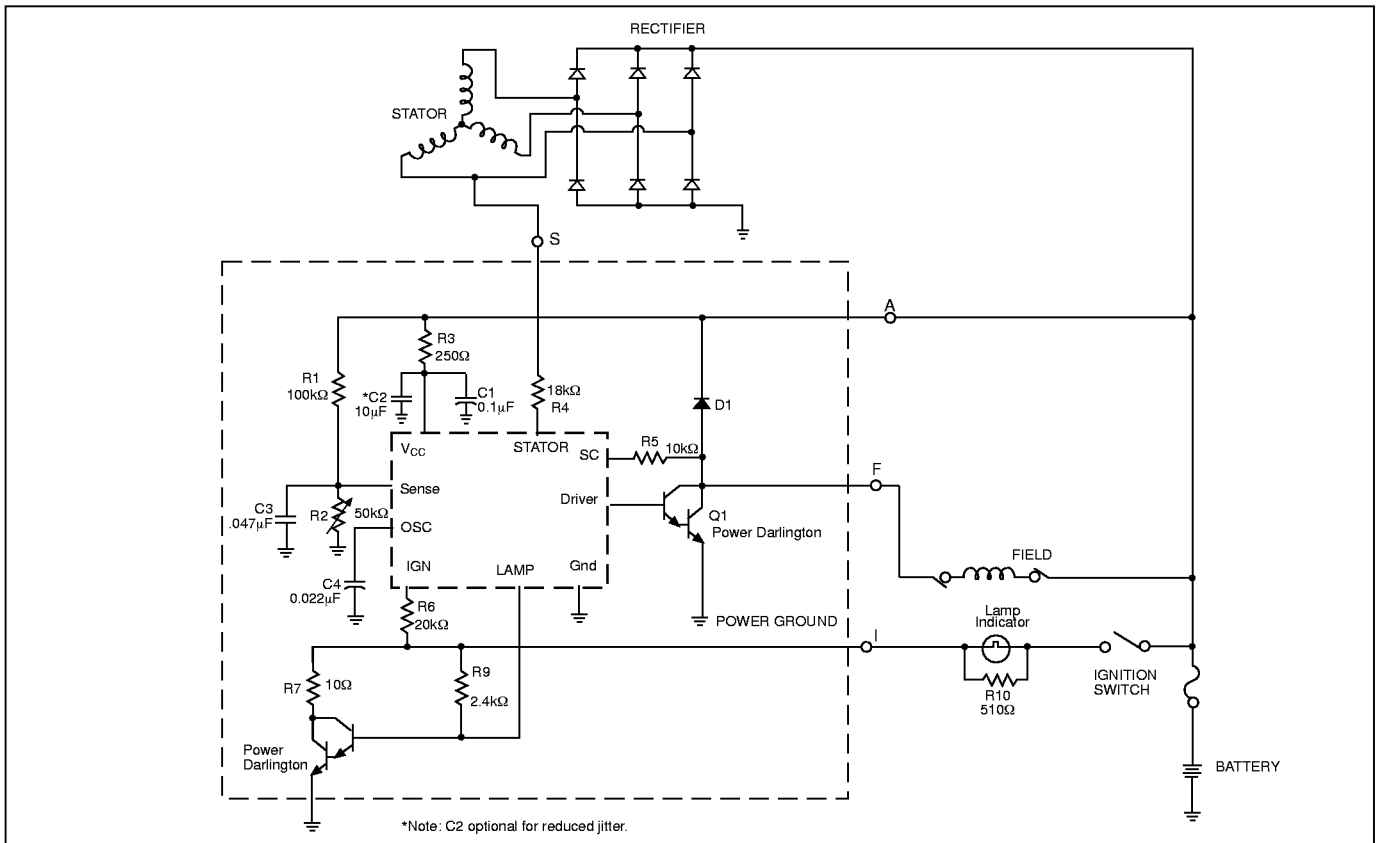 RECTIFIER
STATOR
S
A
R3
250Ω
R1
100kΩ
*C2
10µF
C1
0.1µF
18kΩ
R4
D1
VCC
STATOR
SC
R5
10kΩ
Sense
Driver
F
C3
.047µF
R2
50kΩ
OSC
Q1
Power Darlington
IGN
LAMP
Gnd
FIELD
C4
0.022µF
R6
20kΩ
POWER GROUND
I
Lamp
Indicator
R7
10Ω
R9
2.4kΩ
R10
510Ω
IGNITION
SWITCH
Power
Darlington
BATTERY
*Note: C2 optional for reduced jitter.